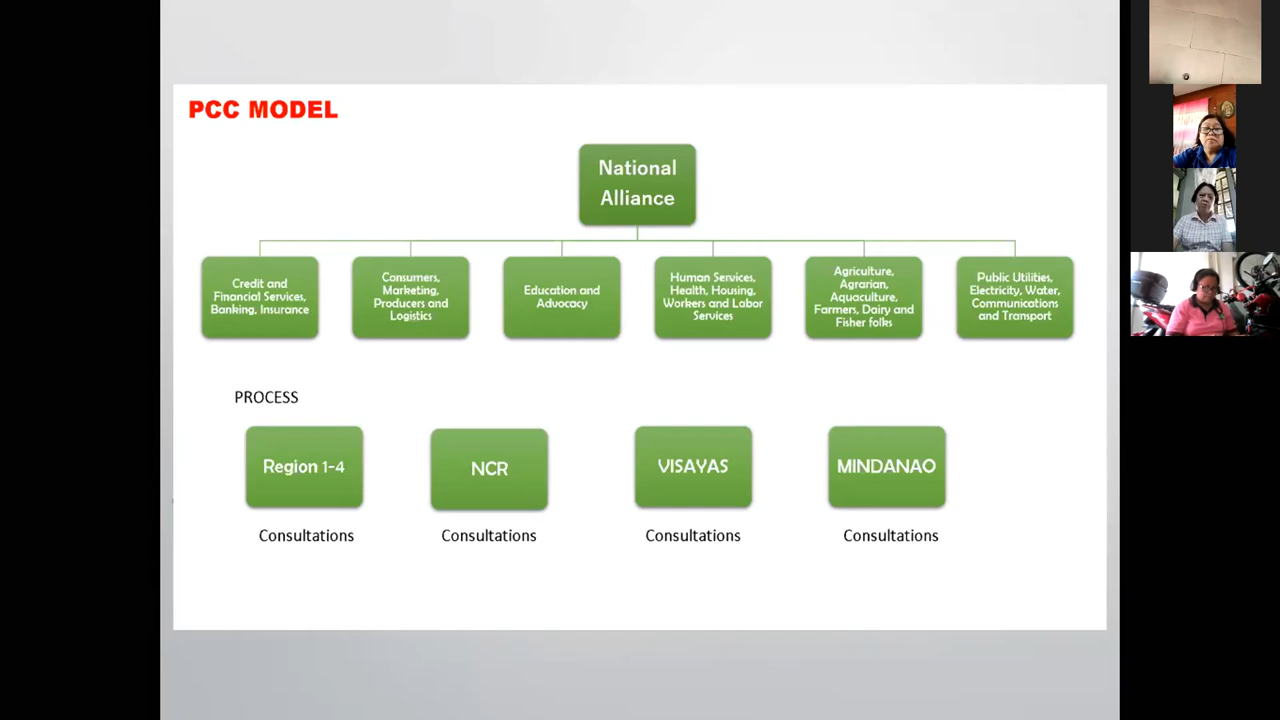 PCC MODEL
National
Alliance
Credit and
Financial Services,
Banking, Insurance
Consumers,
Marketing,
Producers and
Logistics
Education and
Advocacy
Human Services,
Health, Housing,
Workers and Labor
Services
Agriculture,
Agrarian,
Aquaculture,
Farmers, Dairy and
Fisher folks
Public Utilities,
Electricity, Water,
Communications
and Transport
PROCESS
Region 1-4
NCR
VISAYAS
MINDANAO
Consultations
Consultations
Consultations
Consultations